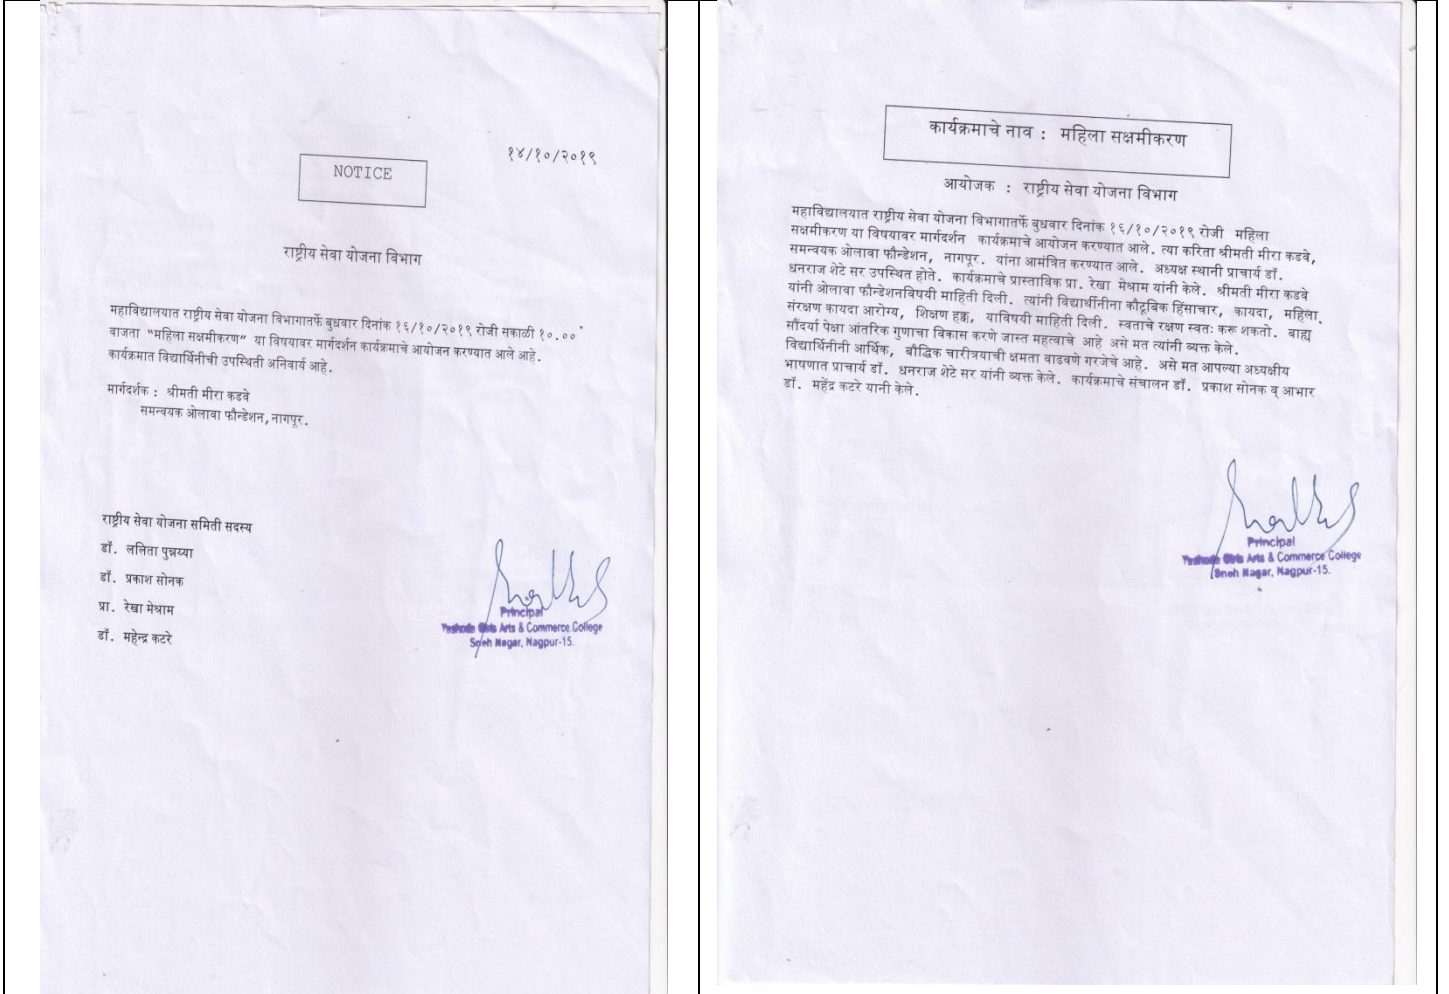 १४/१०/२०१९
NOTICE
राष्ट्रीय सेवा योजना विभाग
महाविद्यालयात राष्ट्रीय सेवा योजना विभागातर्फे बुधवार दिनांक १६/१०/२०१९ रोजी सकाळी १०.००
वाजता “महिला सक्षमीकरण” या विषयावर मार्गदर्शन कार्यक्रमाचे आयोजन करण्यात आले आहे.
कार्यक्रमात विद्यार्थिनीची उपस्थिती अनिवार्य आहे.
मार्गदर्शक : श्रीमती मीरा कडवे
समन्वयक ओलावा फौन्डेशन, नागपूर.
राष्ट्रीय सेवा योजना समिती सदस्य
डॉ. ललिता पुन्नय्या
डॉ. प्रकाश सोनक
प्रा. रेखा मेश्राम
डॉ. महेन्द्र कटरे
Principal
Yashoda Girls Arts & Commerce College
Sneh Nagar, Nagpur-15.
कार्यक्रमाचे नाव : महिला सक्षमीकरण
आयोजक : राष्ट्रीय सेवा योजना विभाग
महाविद्यालयात राष्ट्रीय सेवा योजना विभागातर्फे बुधवार दिनांक १६/१०/२०१९ रोजी महिला
सक्षमीकरण या विषयावर मार्गदर्शन कार्यक्रमाचे आयोजन करण्यात आले. त्या करिता श्रीमती मीरा कडवे,
समन्वयक ओलावा फौन्डेशन, नागपूर. यांना आमंत्रित करण्यात आले. अध्यक्ष स्थानी प्राचार्य डॉ.
धनराज शेटे सर उपस्थित होते. कार्यक्रमाचे प्रास्ताविक प्रा. रेखा मेश्राम यांनी केले. श्रीमती मीरा कडवे
यांनी ओलावा फौन्डेशनविषयी माहिती दिली. त्यांनी विद्यार्थीनीना कौटूविक हिंसाचार, कायदा, महिला,
संरक्षण कायदा आरोग्य, शिक्षण हक्क, याविषयी माहिती दिली. स्वताचे रक्षण स्वतः करू शकतो. बाह्य
सौंदर्या पेक्षा आंतरिक गुणाचा विकास करणे जास्त महत्वाचे आहे असे मत त्यांनी व्यक्त केले.
विद्यार्थिनीनी आर्थिक, बौद्धिक चारीत्रयाची क्षमता वाढवणे गरजेचे आहे. असे मत आपल्या अध्यक्षीय
भाषणात प्राचार्य डॉ. धनराज शेटे सर यांनी व्यक्त केले. कार्यक्रमाचे संचालन डॉ. प्रकाश सोनक व् आभार
डॉ. महेंद्र कटरे यानी केले.
Principal
Yashoda Girls Arts & Commerce College
Sneh Nagar, Nagpur-15.